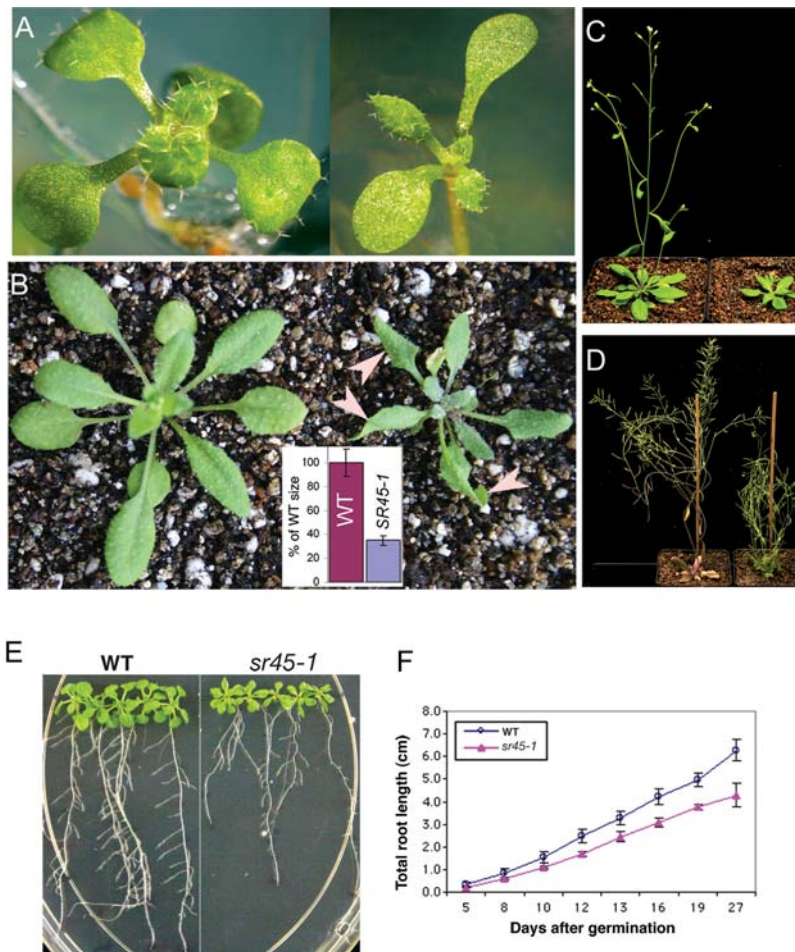 A
B
% of WT size
100
80
60
40
20
0
WT
SR45-1
C
D
E
WT
sr45-1
F
Total root length (cm)
8.0
7.0
6.0
5.0
4.0
3.0
2.0
1.0
0.0
WT
sr45-1
5 8 10 12 13 16 19 27
Days after germination